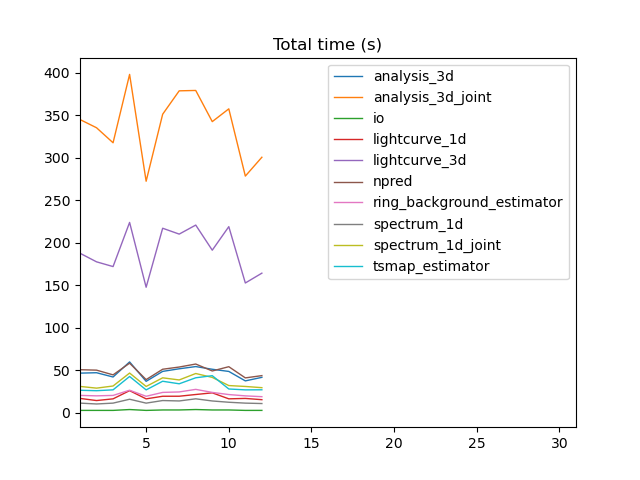 Total time (s)
400
350
300
250
200
150
100
50
0
5
10
15
20
25
30
analysis_3d
analysis_3d_joint
io
lightcurve_1d
lightcurve_3d
npred
ring_background_estimator
spectrum_1d
spectrum_1d_joint
tsmap_estimator